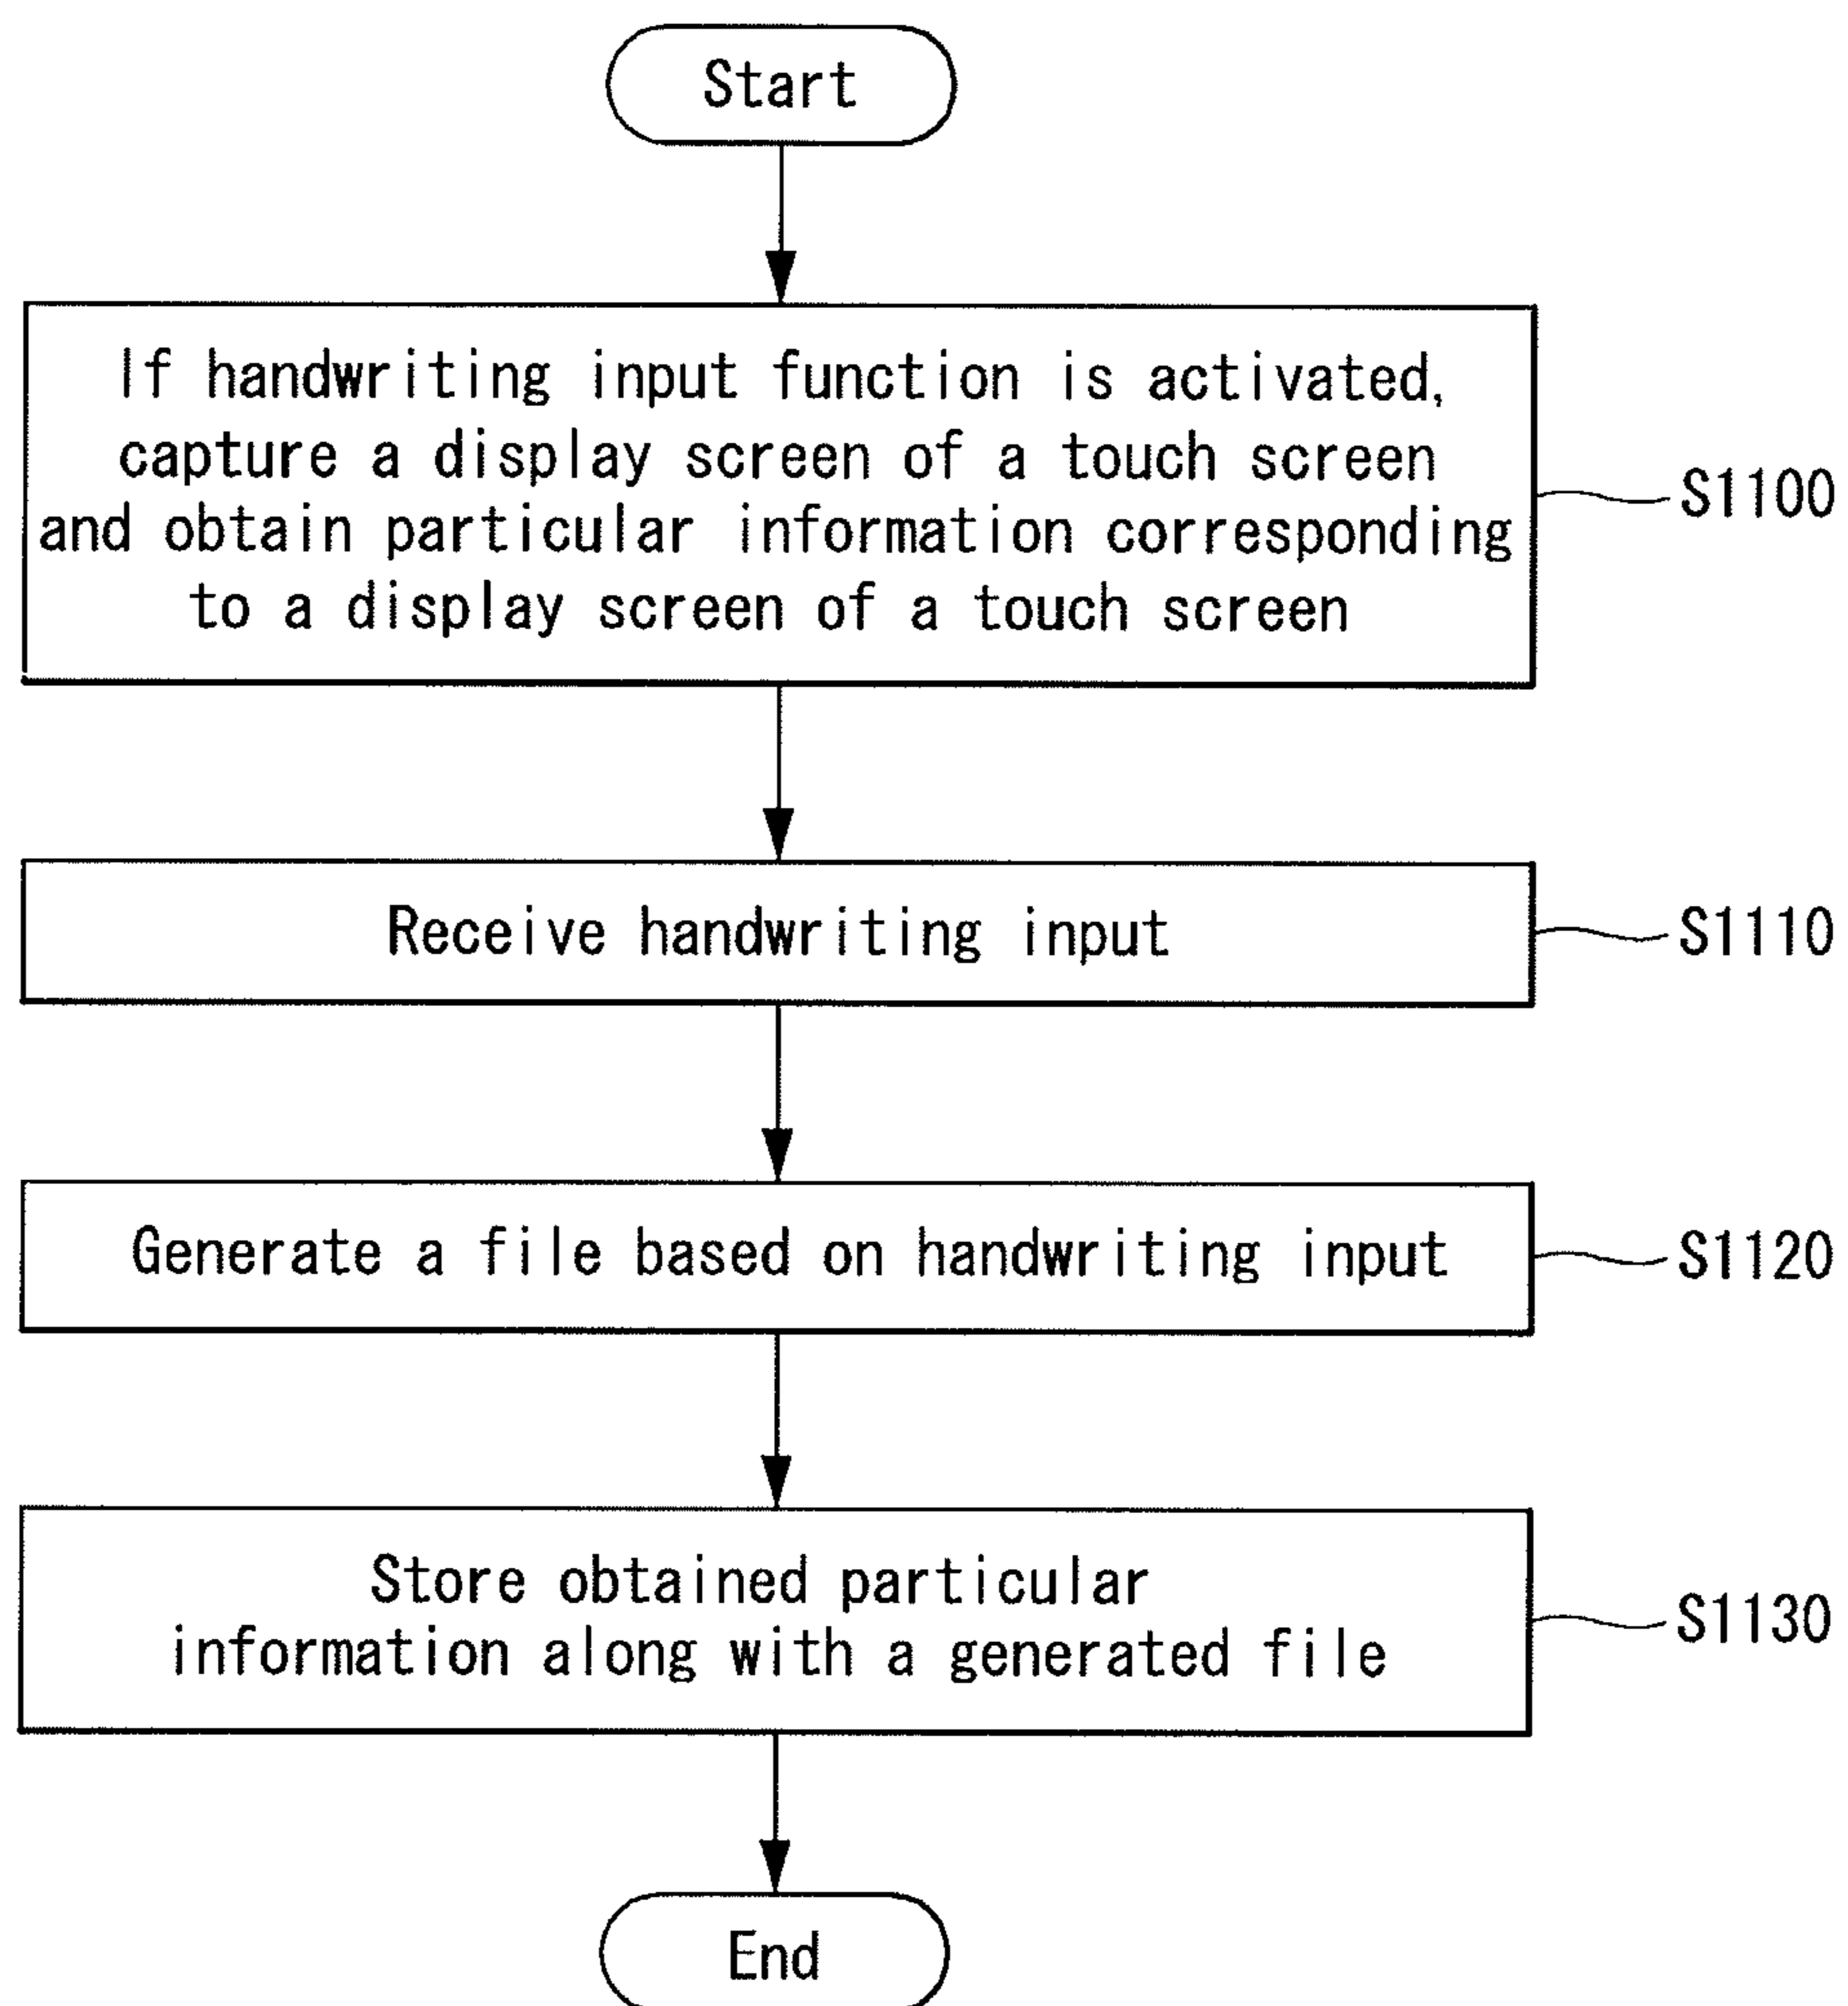 Start
If handwriting input function is activated,
capture a display screen of a touch screen
and obtain particular information corresponding
to a display screen of a touch screen
S1100
Receive handwriting input
S1110
Generate a file based on handwriting input
S1120
Store obtained particular
information along with a generated file
S1130
End